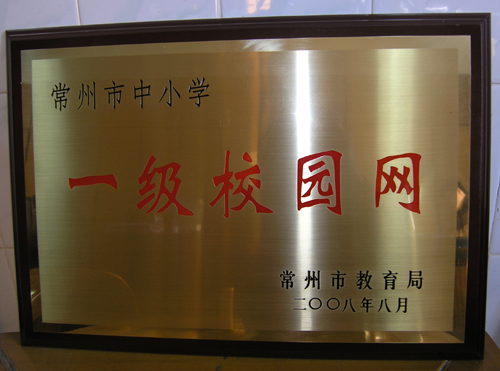 常州市中小学
一级校园网
常州市教育局
二〇〇八年八月